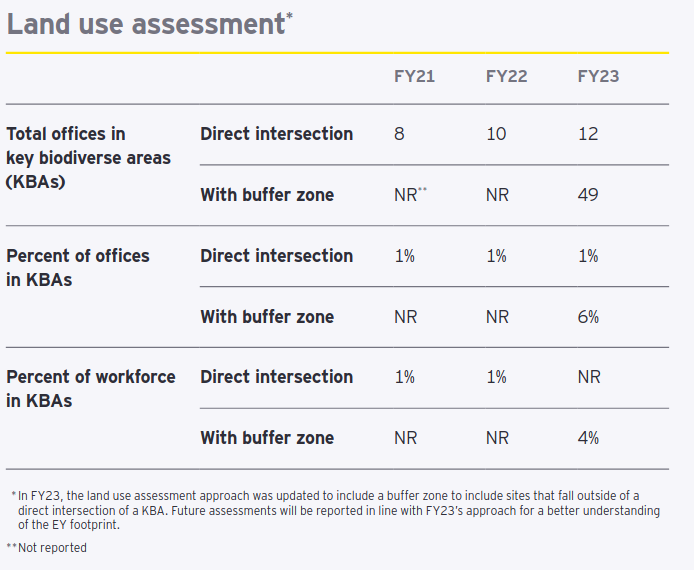 Land use assessment*
FY21 FY22 FY23
Total offices in key biodiverse areas (KBAs) Direct intersection 8 10 12
With buffer zone NR** NR 49
Percent of offices in KBAs Direct intersection 1% 1% 1%
With buffer zone NR NR 6%
Percent of workforce in KBAs Direct intersection 1% 1% NR
With buffer zone NR NR 4%
* In FY23, the land use assessment approach was updated to include a buffer zone to include sites that fall outside of a
direct intersection of a KBA. Future assessments will be reported in line with FY23's approach for a better understanding
of the EY footprint.
** Not reported